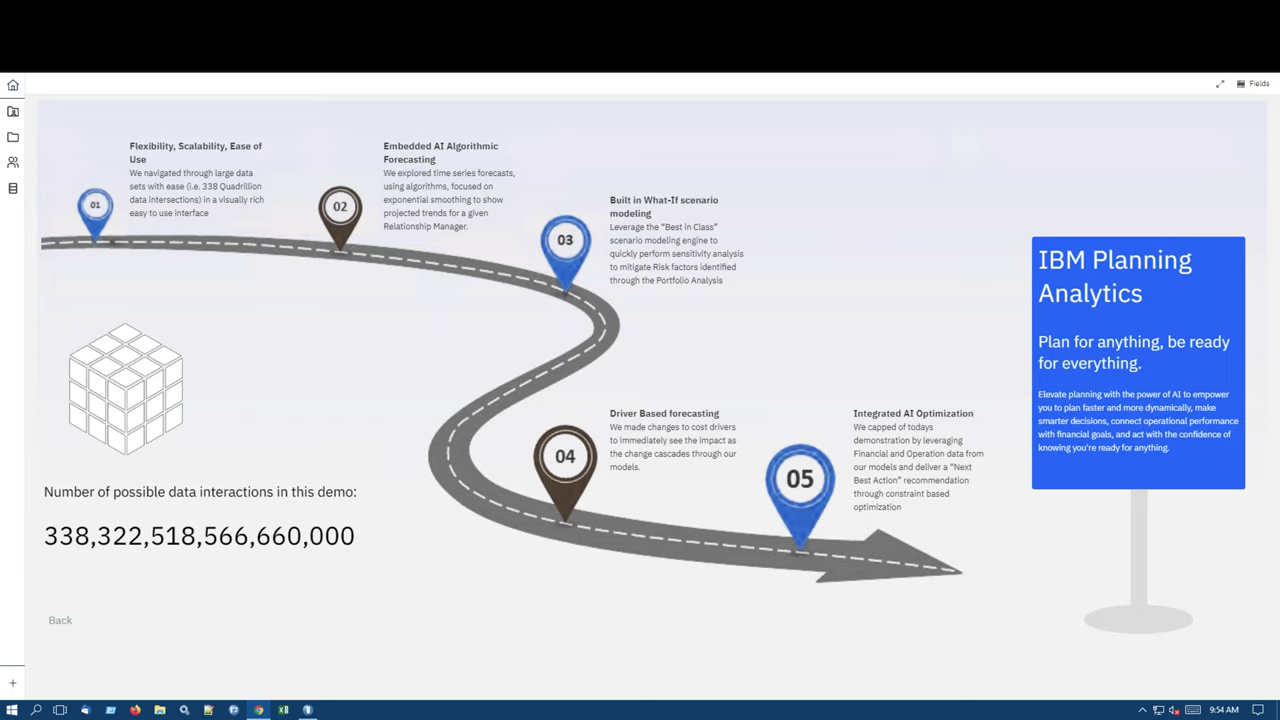 Fields
01
Flexibility, Scalability, Ease of
Use
We navigated through large data
sets with ease (i.e. 338 Quadrillion
data intersections) in a visually rich
easy to use interface
02
Embedded AI Algorithmic
Forecasting
We explored time series forecasts,
using algorithms, focused on
exponential smoothing to show
projected trends for a given
Relationship Manager.
03
Built in What-If scenario
modeling
Leverage the “Best in Class”
scenario modeling engine to
quickly perform sensitivity analysis
to mitigate Risk factors identified
through the Portfolio Analysis
IBM Planning
Analytics
Plan for anything, be ready
for everything.
Elevate planning with the power of AI to empower
you to plan faster and more dynamically, make
smarter decisions, connect operational performance
with financial goals, and act with the confidence of
knowing you're ready for anything.
04
Driver Based forecasting
We made changes to cost drivers
to immediately see the impact as
the change cascades through our
models.
05
Integrated AI Optimization
We capped of todays
demonstration by leveraging
Financial and Operation data from
our models and deliver a “Next
Best Action” recommendation
through constraint based
optimization
Number of possible data interactions in this demo:
338,322,518,566,660,000
Back
9:54 AM